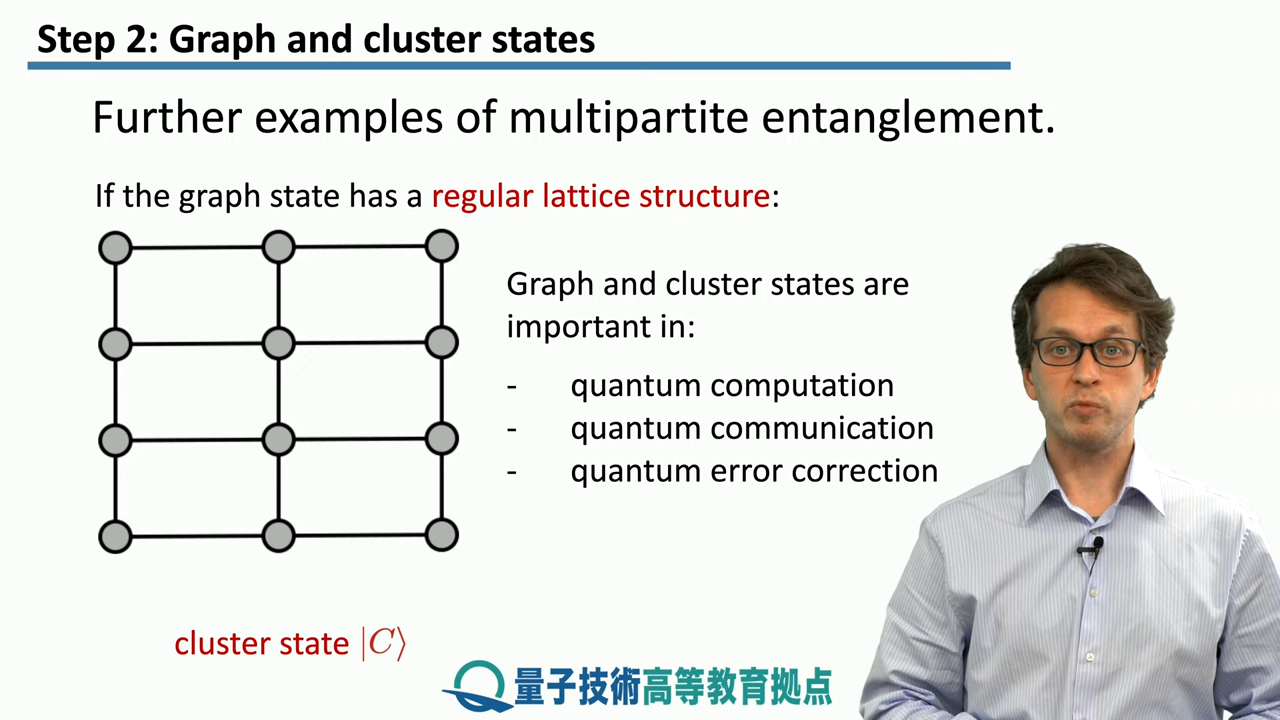 Step 2: Graph and cluster states
Further examples of multipartite entanglement.
If the graph state has a regular lattice structure:
Graph and cluster states are
important in:
- quantum computation
- quantum communication
- quantum error correction
cluster state |C⟩
量子技術高等教育拠点